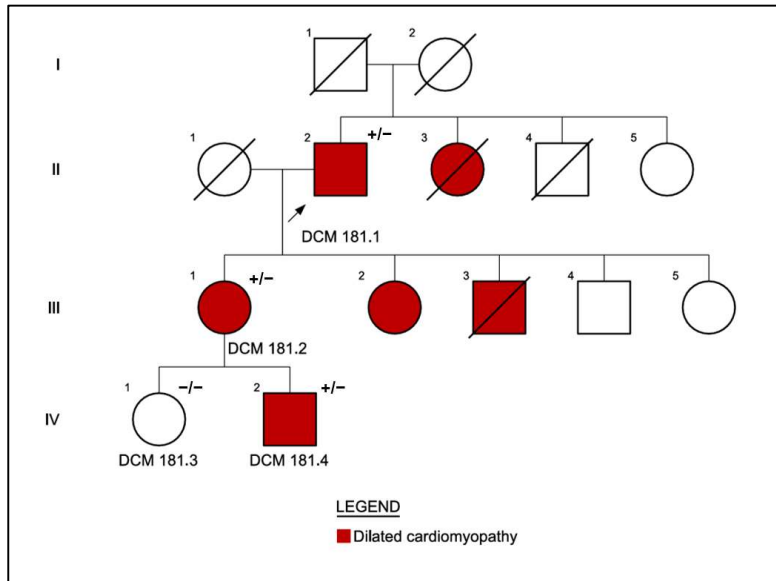 1 2
I
1 2 +/− 3 4 5
II
DCM 181.1
1 +/− 2 3 4 5
III
DCM 181.2
1 −/− 2 +/−
IV
DCM 181.3 DCM 181.4
LEGEND
Dilated cardiomyopathy